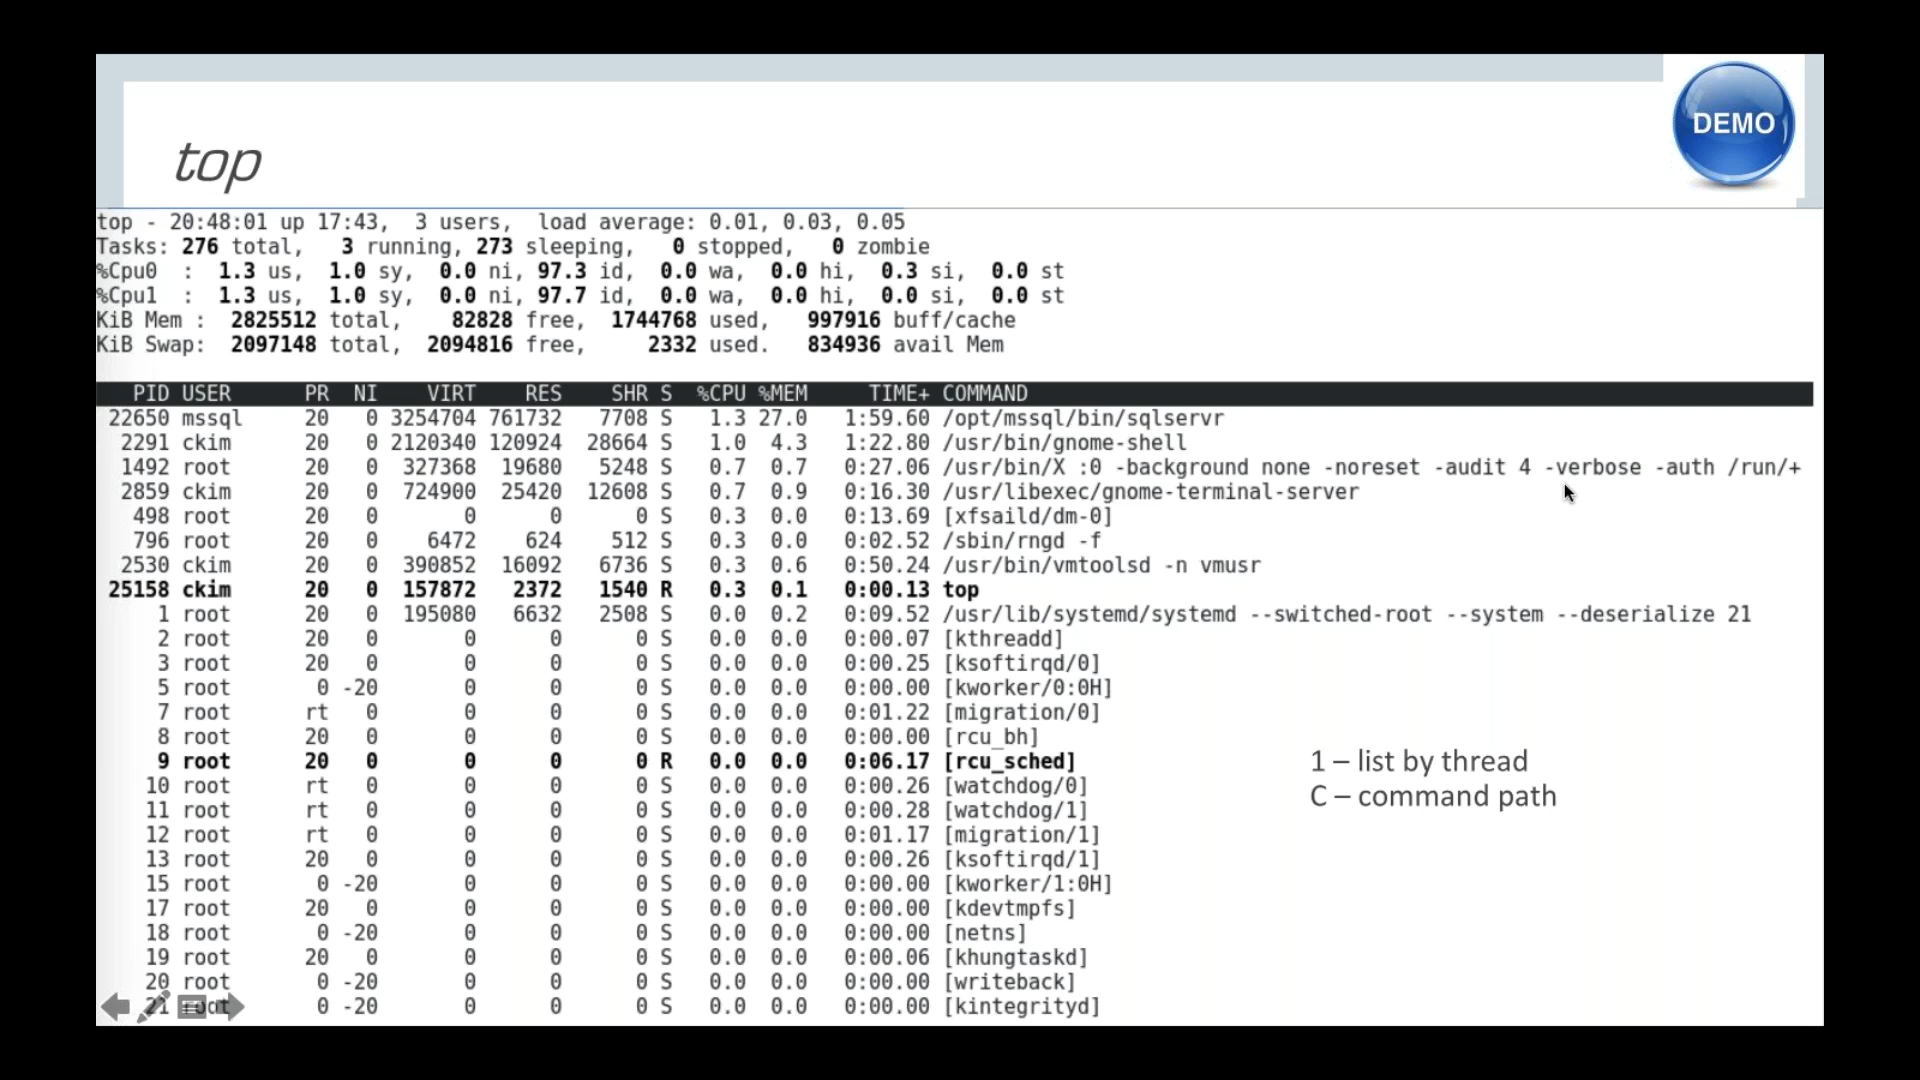 DEMO
top
top - 20:48:01 up 17:43,  3 users,  load average: 0.01, 0.03, 0.05
Tasks: 276 total,   3 running, 273 sleeping,   0 stopped,   0 zombie
%Cpu0  :  1.3 us,  1.0 sy,  0.0 ni, 97.3 id,  0.0 wa,  0.0 hi,  0.3 si,  0.0 st
%Cpu1  :  1.3 us,  1.0 sy,  0.0 ni, 97.7 id,  0.0 wa,  0.0 hi,  0.0 si,  0.0 st
KiB Mem :  2825512 total,    82828 free,  1744768 used,   997916 buff/cache
KiB Swap:  2097148 total,  2094816 free,     2332 used.   834936 avail Mem
PID USER      PR  NI    VIRT    RES    SHR S  %CPU %MEM     TIME+ COMMAND
22650 mssql     20   0 3254704 761732   7708 S   1.3 27.0   1:59.60 /opt/mssql/bin/sqlservr
2291 ckim      20   0 2120340 120924  28664 S   1.0  4.3   1:22.80 /usr/bin/gnome-shell
1492 root      20   0  327368  19680   5248 S   0.7  0.7   0:27.06 /usr/bin/X :0 -background none -noreset -audit 4 -verbose -auth /run/+
2859 ckim      20   0  724900  25420  12608 S   0.7  0.9   0:16.30 /usr/libexec/gnome-terminal-server
498 root      20   0       0      0      0 S   0.3  0.0   0:13.69 [xfsaild/dm-0]
796 root      20   0    6472    624    512 S   0.3  0.0   0:02.52 /sbin/rngd -f
2530 ckim      20   0  390852  16092   6736 S   0.3  0.6   0:50.24 /usr/bin/vmtoolsd -n vmusr
25158 ckim      20   0  157872   2372   1540 R   0.3  0.1   0:00.13 top
1 root      20   0  195080   6632   2508 S   0.0  0.2   0:09.52 /usr/lib/systemd/systemd --switched-root --system --deserialize 21
2 root      20   0       0      0      0 S   0.0  0.0   0:00.07 [kthreadd]
3 root      20   0       0      0      0 S   0.0  0.0   0:00.25 [ksoftirqd/0]
5 root       0 -20       0      0      0 S   0.0  0.0   0:00.00 [kworker/0:0H]
7 root      rt   0       0      0      0 S   0.0  0.0   0:01.22 [migration/0]
8 root      20   0       0      0      0 S   0.0  0.0   0:00.00 [rcu_bh]
9 root      20   0       0      0      0 R   0.0  0.0   0:06.17 [rcu_sched]
10 root      rt   0       0      0      0 S   0.0  0.0   0:00.26 [watchdog/0]
11 root      rt   0       0      0      0 S   0.0  0.0   0:00.28 [watchdog/1]
12 root      rt   0       0      0      0 S   0.0  0.0   0:01.17 [migration/1]
13 root      20   0       0      0      0 S   0.0  0.0   0:00.26 [ksoftirqd/1]
15 root       0 -20       0      0      0 S   0.0  0.0   0:00.00 [kworker/1:0H]
17 root      20   0       0      0      0 S   0.0  0.0   0:00.00 [kdevtmpfs]
18 root       0 -20       0      0      0 S   0.0  0.0   0:00.00 [netns]
19 root      20   0       0      0      0 S   0.0  0.0   0:00.06 [khungtaskd]
20 root       0 -20       0      0      0 S   0.0  0.0   0:00.00 [writeback]
21 root       0 -20       0      0      0 S   0.0  0.0   0:00.00 [kintegrityd]
1 – list by thread
C – command path